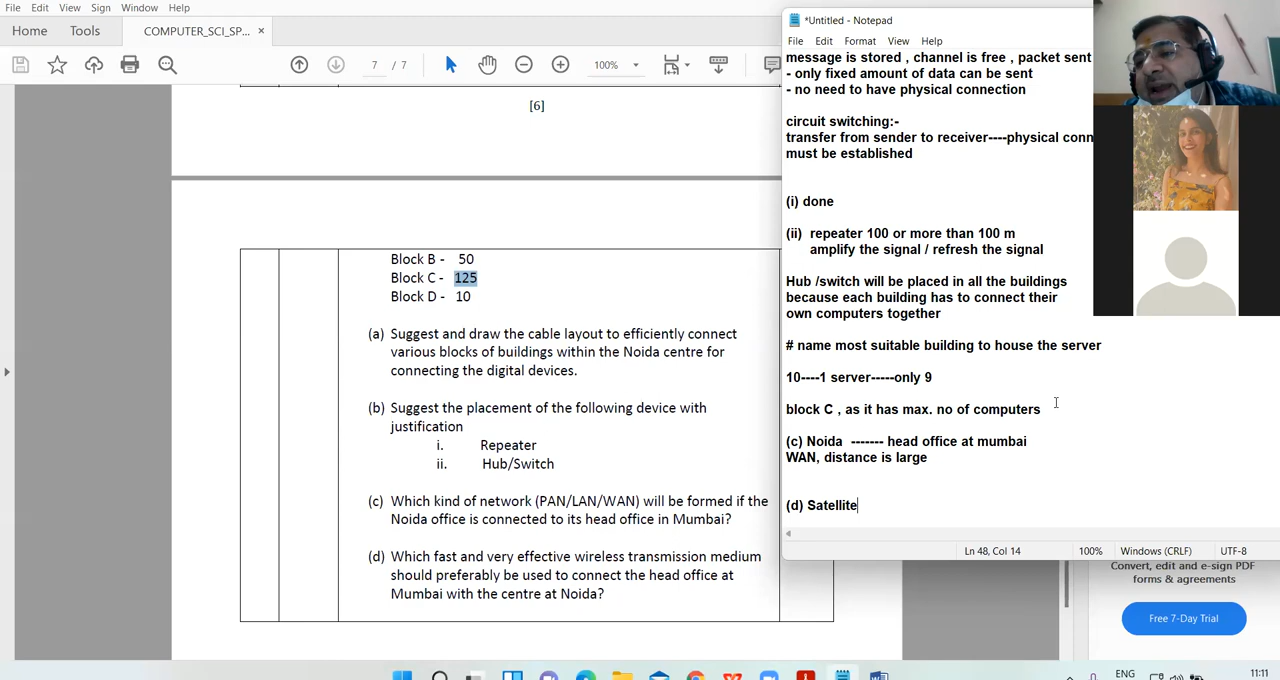 File Edit View Sign Window Help
Home Tools COMPUTER_SCI_SP... ×
7 / 7 100%
[6]
Block B - 50
Block C - 125
Block D - 10
(a) Suggest and draw the cable layout to efficiently connect
various blocks of buildings within the Noida centre for
connecting the digital devices.
(b) Suggest the placement of the following device with
justification
i. Repeater
ii. Hub/Switch
(c) Which kind of network (PAN/LAN/WAN) will be formed if the
Noida office is connected to its head office in Mumbai?
(d) Which fast and very effective wireless transmission medium
should preferably be used to connect the head office at
Mumbai with the centre at Noida?
*Untitled - Notepad
File Edit Format View Help
message is stored , channel is free , packet sent
- only fixed amount of data can be sent
- no need to have physical connection
circuit switching:-
transfer from sender to receiver----physical conn
must be established
(i) done
(ii) repeater 100 or more than 100 m
amplify the signal / refresh the signal
Hub /switch will be placed in all the buildings
because each building has to connect their
own computers together
# name most suitable building to house the server
10----1 server-----only 9
block C , as it has max. no of computers
(c) Noida ------- head office at mumbai
WAN, distance is large
(d) Satellite
Ln 48, Col 14 100% Windows (CRLF) UTF-8
Convert, edit and e-sign PDF
forms & agreements
Free 7-Day Trial
ENG
11:11